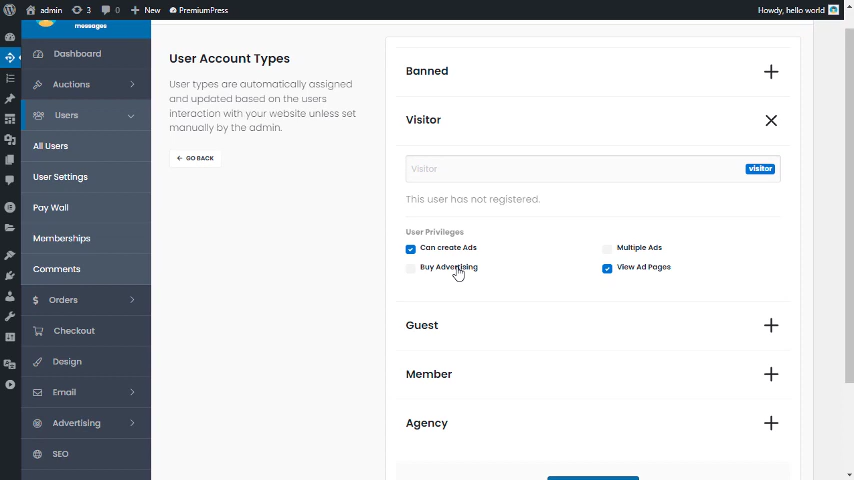 admin
3
0
New
PremiumPress
Howdy, hello world
messages
Dashboard
Auctions
Users
All Users
User Settings
Pay Wall
Memberships
Comments
Orders
Checkout
Design
Email
Advertising
SEO
User Account Types
User types are automatically assigned
and updated based on the users
interaction with your website unless set
manually by the admin.
GO BACK
Banned
Visitor
Visitor
visitor
This user has not registered.
User Privileges
Can create Ads
Multiple Ads
Buy Advertising
View Ad Pages
Guest
Member
Agency